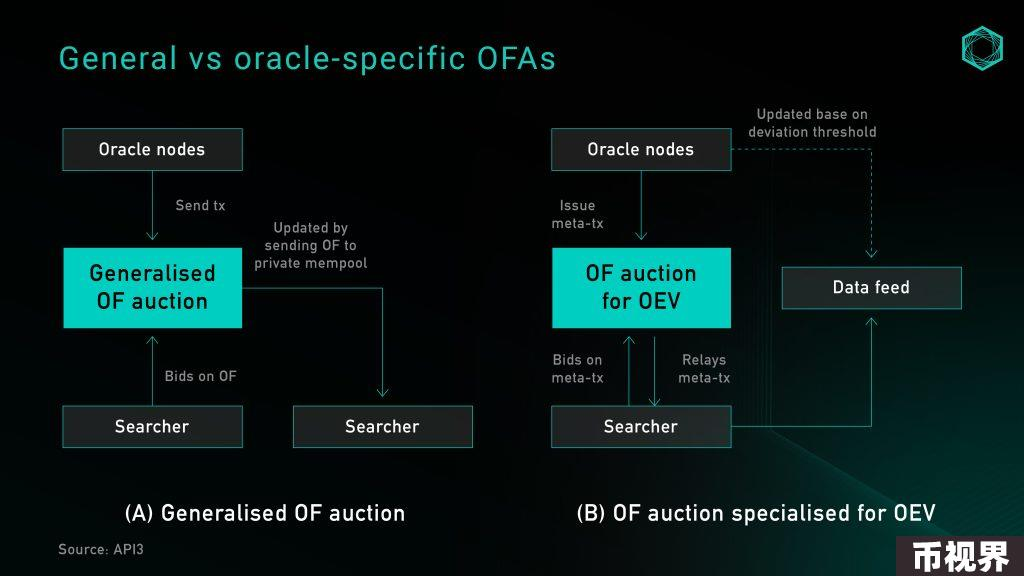 General vs oracle-specific OFAs
Oracle nodes
Send tx
Updated by
sending OF to
private mempool
Generalised
OF auction
Bids on OF
Searcher
Searcher
(A) Generalised OF auction
Updated base on
deviation threshold
Oracle nodes
Issue
meta-tx
OF auction
for OEV
Data feed
Bids on
meta-tx
Relays
meta-tx
Searcher
(B) OF auction specialised for OEV
Source: API3
币视界